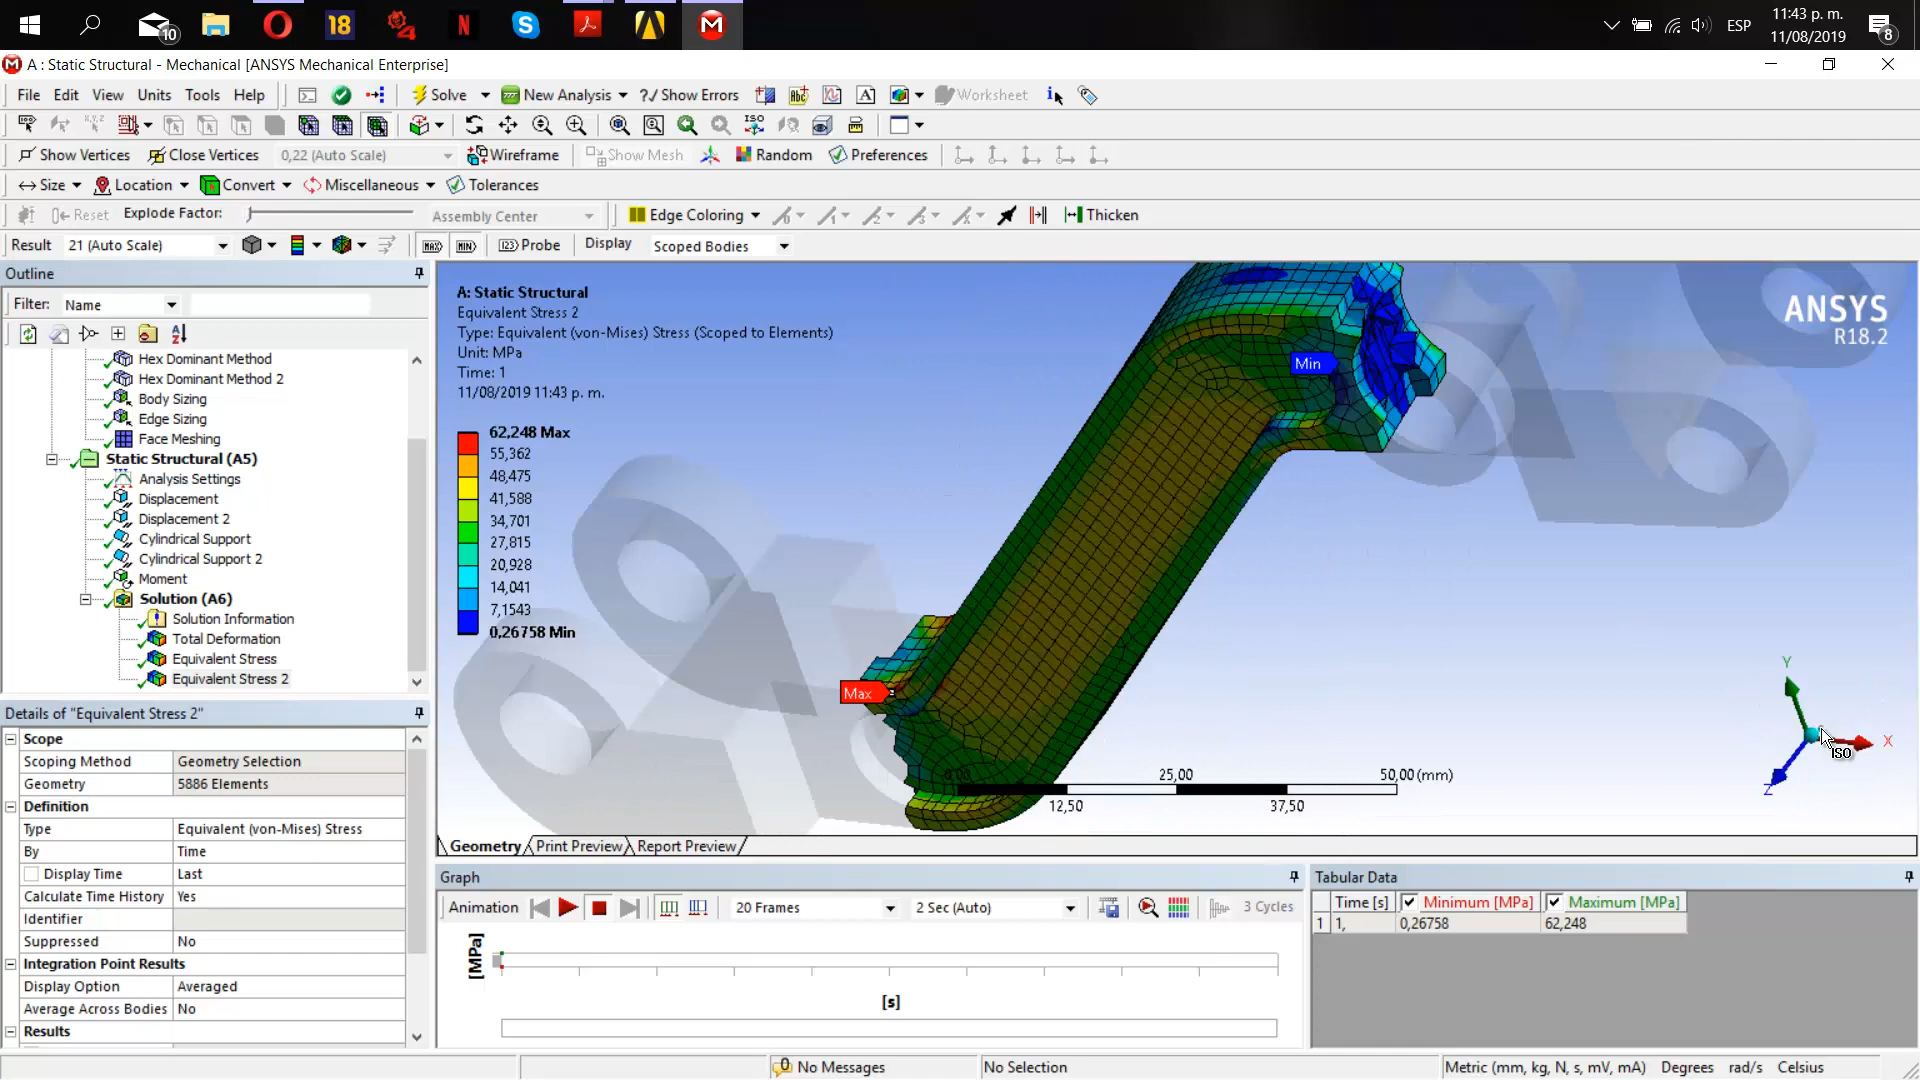 10
18
4
N
S
M
ESP
11:43 p. m.
11/08/2019
8
A : Static Structural - Mechanical [ANSYS Mechanical Enterprise]
File Edit View Units Tools Help
Solve
New Analysis
?/ Show Errors
Worksheet
Show Vertices
Close Vertices
0,22 (Auto Scale)
Wireframe
Show Mesh
Random
Preferences
Size
Location
Convert
Miscellaneous
Tolerances
Reset
Explode Factor:
Assembly Center
Edge Coloring
Thicken
Result
21 (Auto Scale)
MAX
MIN
Probe
Display
Scoped Bodies
Outline
Filter: Name
Hex Dominant Method
Hex Dominant Method 2
Body Sizing
Edge Sizing
Face Meshing
Static Structural (A5)
Analysis Settings
Displacement
Displacement 2
Cylindrical Support
Cylindrical Support 2
Moment
Solution (A6)
Solution Information
Total Deformation
Equivalent Stress
Equivalent Stress 2
Details of "Equivalent Stress 2"
Scope
Scoping Method Geometry Selection
Geometry 5886 Elements
Definition
Type Equivalent (von-Mises) Stress
By Time
Display Time Last
Calculate Time History Yes
Identifier
Suppressed No
Integration Point Results
Display Option Averaged
Average Across Bodies No
Results
A: Static Structural
Equivalent Stress 2
Type: Equivalent (von-Mises) Stress (Scoped to Elements)
Unit: MPa
Time: 1
11/08/2019 11:43 p. m.
62,248 Max
55,362
48,475
41,588
34,701
27,815
20,928
14,041
7,1543
0,26758 Min
Min
Max
ANSYS
R18.2
Y
X
Z
ISO
0,00 25,00 50,00 (mm)
12,50 37,50
Geometry Print Preview Report Preview
Graph
Animation
20 Frames
2 Sec (Auto)
3 Cycles
[MPa]
[s]
Tabular Data
Time [s] Minimum [MPa] Maximum [MPa]
1 1, 0,26758 62,248
No Messages
No Selection
Metric (mm, kg, N, s, mV, mA) Degrees rad/s Celsius